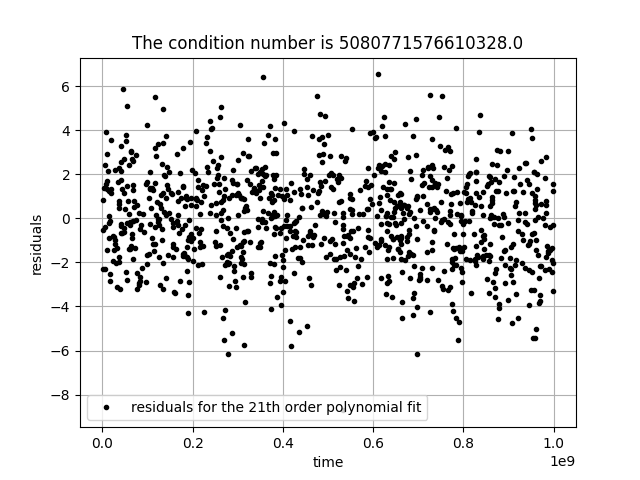 The condition number is 5080771576610328.0
residuals
6
4
2
0
−2
−4
−6
−8
residuals for the 21th order polynomial fit
0.0 0.2 0.4 0.6 0.8 1.0
time
1e9